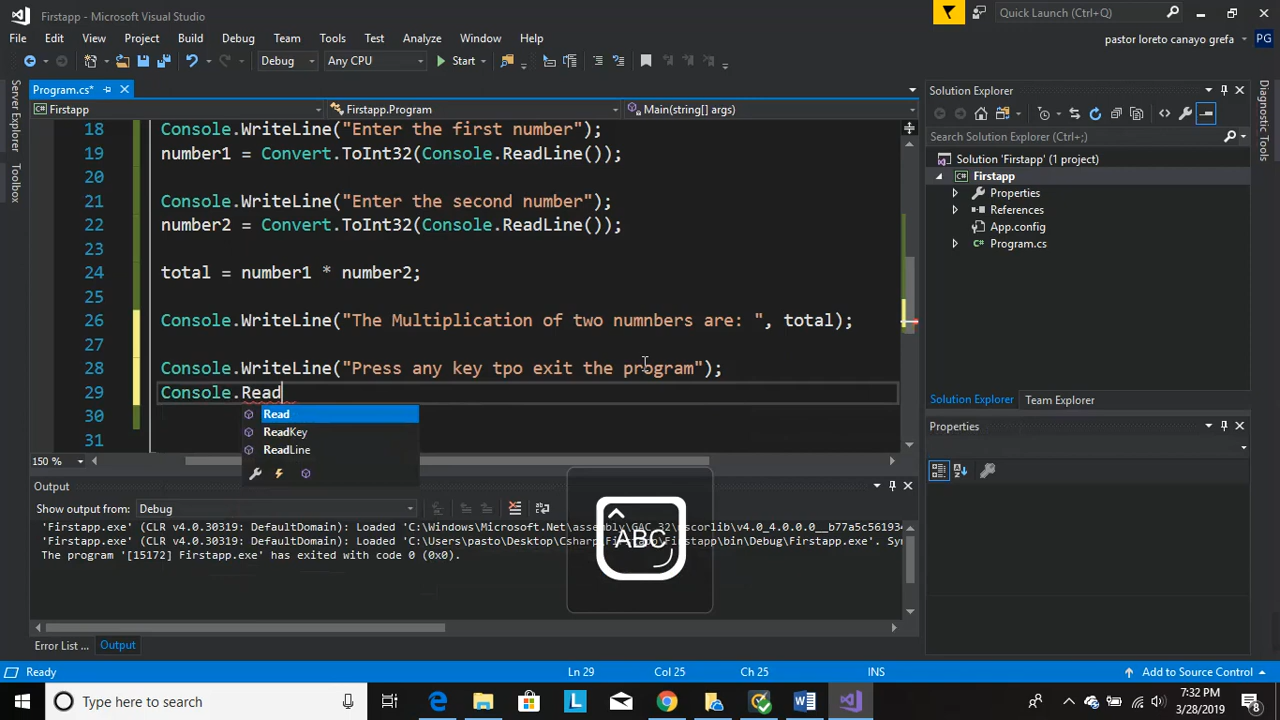 Firstapp - Microsoft Visual Studio
Quick Launch (Ctrl+Q)
File Edit View Project Build Debug Team Tools Test Analyze Window Help
pastor loreto canayo grefa PG
Debug Any CPU Start
Server Explorer
Toolbox
Program.cs*
Firstapp Firstapp.Program Main(string[] args)
18 Console.WriteLine("Enter the first number");
19 number1 = Convert.ToInt32(Console.ReadLine());
20
21 Console.WriteLine("Enter the second number");
22 number2 = Convert.ToInt32(Console.ReadLine());
23
24 total = number1 * number2;
25
26 Console.WriteLine("The Multiplication of two numnbers are: ", total);
27
28 Console.WriteLine("Press any key tpo exit the program");
29 Console.Read
30
31
Read
ReadKey
ReadLine
150 %
Solution Explorer
Search Solution Explorer (Ctrl+;)
Solution 'Firstapp' (1 project)
Firstapp
Properties
References
App.config
Program.cs
Solution Explorer Team Explorer
Properties
Diagnostic Tools
Output
Show output from: Debug
'Firstapp.exe' (CLR v4.0.30319: DefaultDomain): Loaded 'C:\Windows\Microsoft.Net\assembly\GAC_32\mscorlib\v4.0_4.0.0.0__b77a5c56193
'Firstapp.exe' (CLR v4.0.30319: DefaultDomain): Loaded 'C:\Users\pasto\Desktop\Csharp\Firstapp\Firstapp\bin\Debug\Firstapp.exe'. Sy
The program '[15172] Firstapp.exe' has exited with code 0 (0x0).
ABC
Error List ... Output
Ready Ln 29 Col 25 Ch 25 INS Add to Source Control
Type here to search
7:32 PM
3/28/2019
8